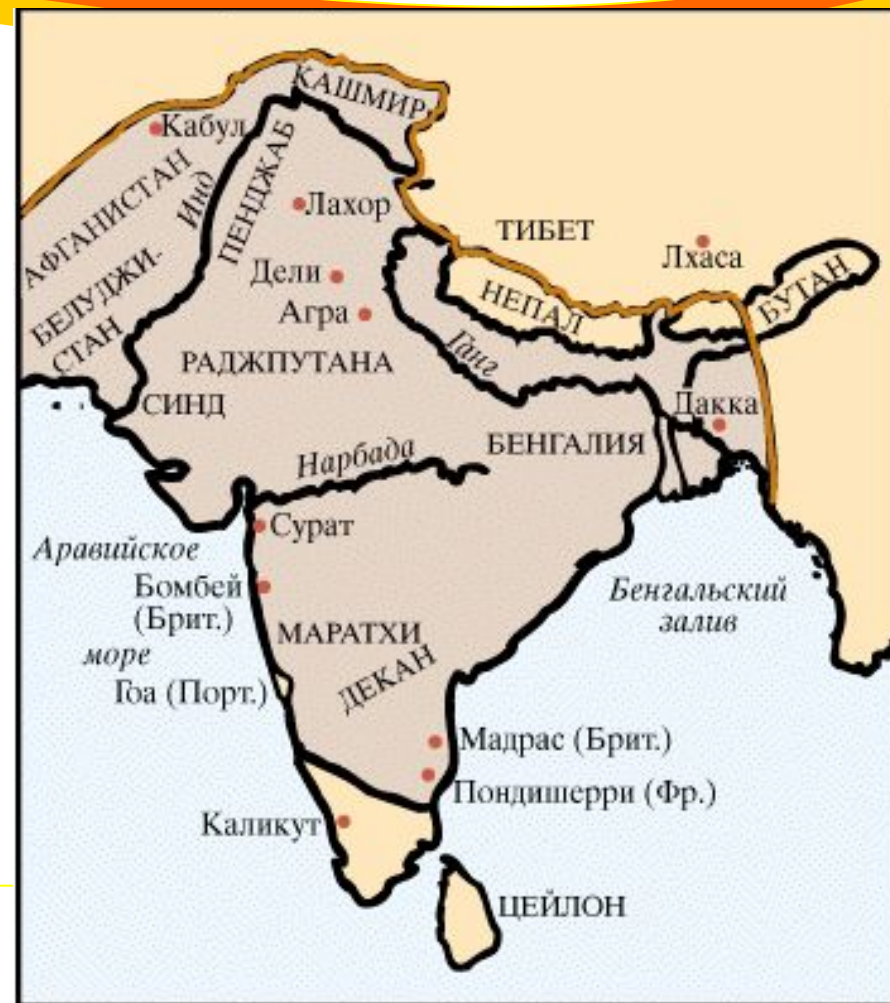 КАШМИР
Кабул
АФГАНИСТАН
Инд
ПЕНДЖАБ
Лахор
ТИБЕТ
Лхаса
БЕЛУДЖИ-
СТАН
Дели
Агра
НЕПАЛ
БУТАН
Ганг
РАДЖПУТАНА
СИНД
Дакка
БЕНГАЛИЯ
Нарбада
Сурат
Аравийское
море
Бомбей
(Брит.)
Бенгальский
залив
МАРАТХИ
ДЕКАН
Гоа (Порт.)
Мадрас (Брит.)
Пондишерри (Фр.)
Каликут
ЦЕЙЛОН